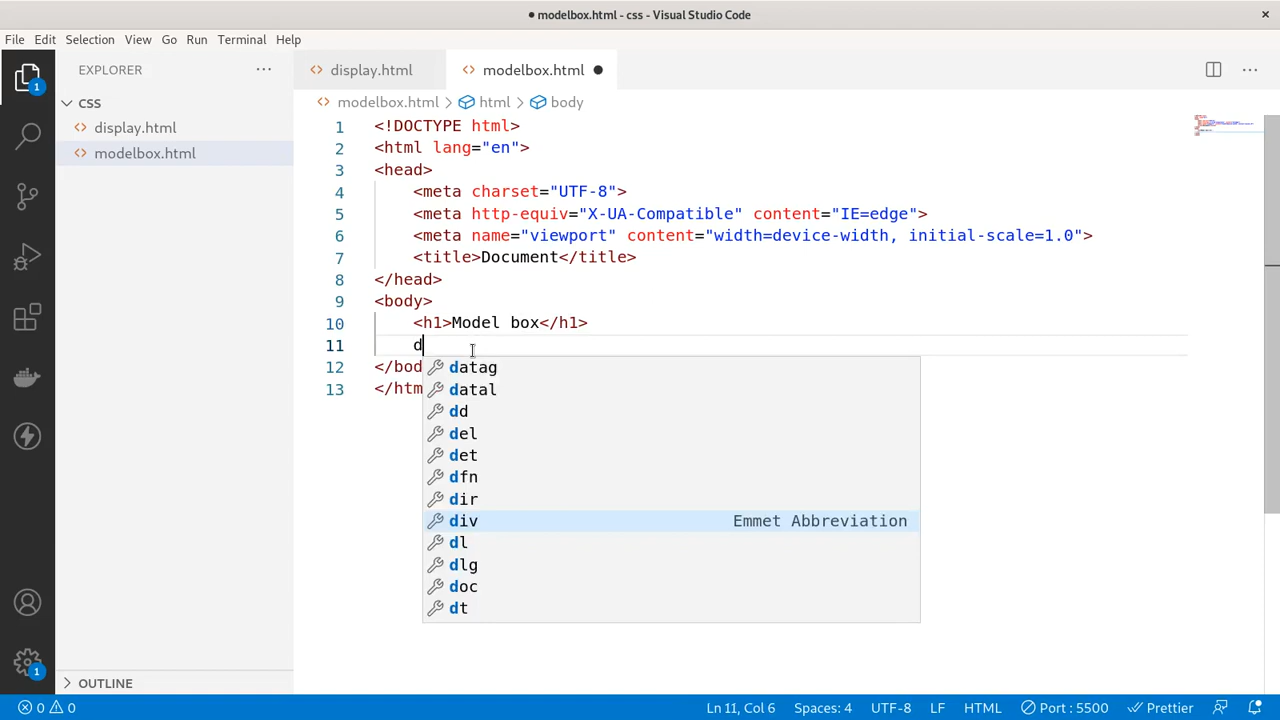 modelbox.html - css - Visual Studio Code
File Edit Selection View Go Run Terminal Help
EXPLORER
CSS
display.html
modelbox.html
OUTLINE
1
1
display.html modelbox.html
modelbox.html > html > body
1 <!DOCTYPE html>
2 <html lang="en">
3 <head>
4 <meta charset="UTF-8">
5 <meta http-equiv="X-UA-Compatible" content="IE=edge">
6 <meta name="viewport" content="width=device-width, initial-scale=1.0">
7 <title>Document</title>
8 </head>
9 <body>
10 <h1>Model box</h1>
11 d
12 </bod
13 </htm
datag
datal
dd
del
det
dfn
dir
div Emmet Abbreviation
dl
dlg
doc
dt
0 0 Ln 11, Col 6 Spaces: 4 UTF-8 LF HTML Port : 5500 Prettier